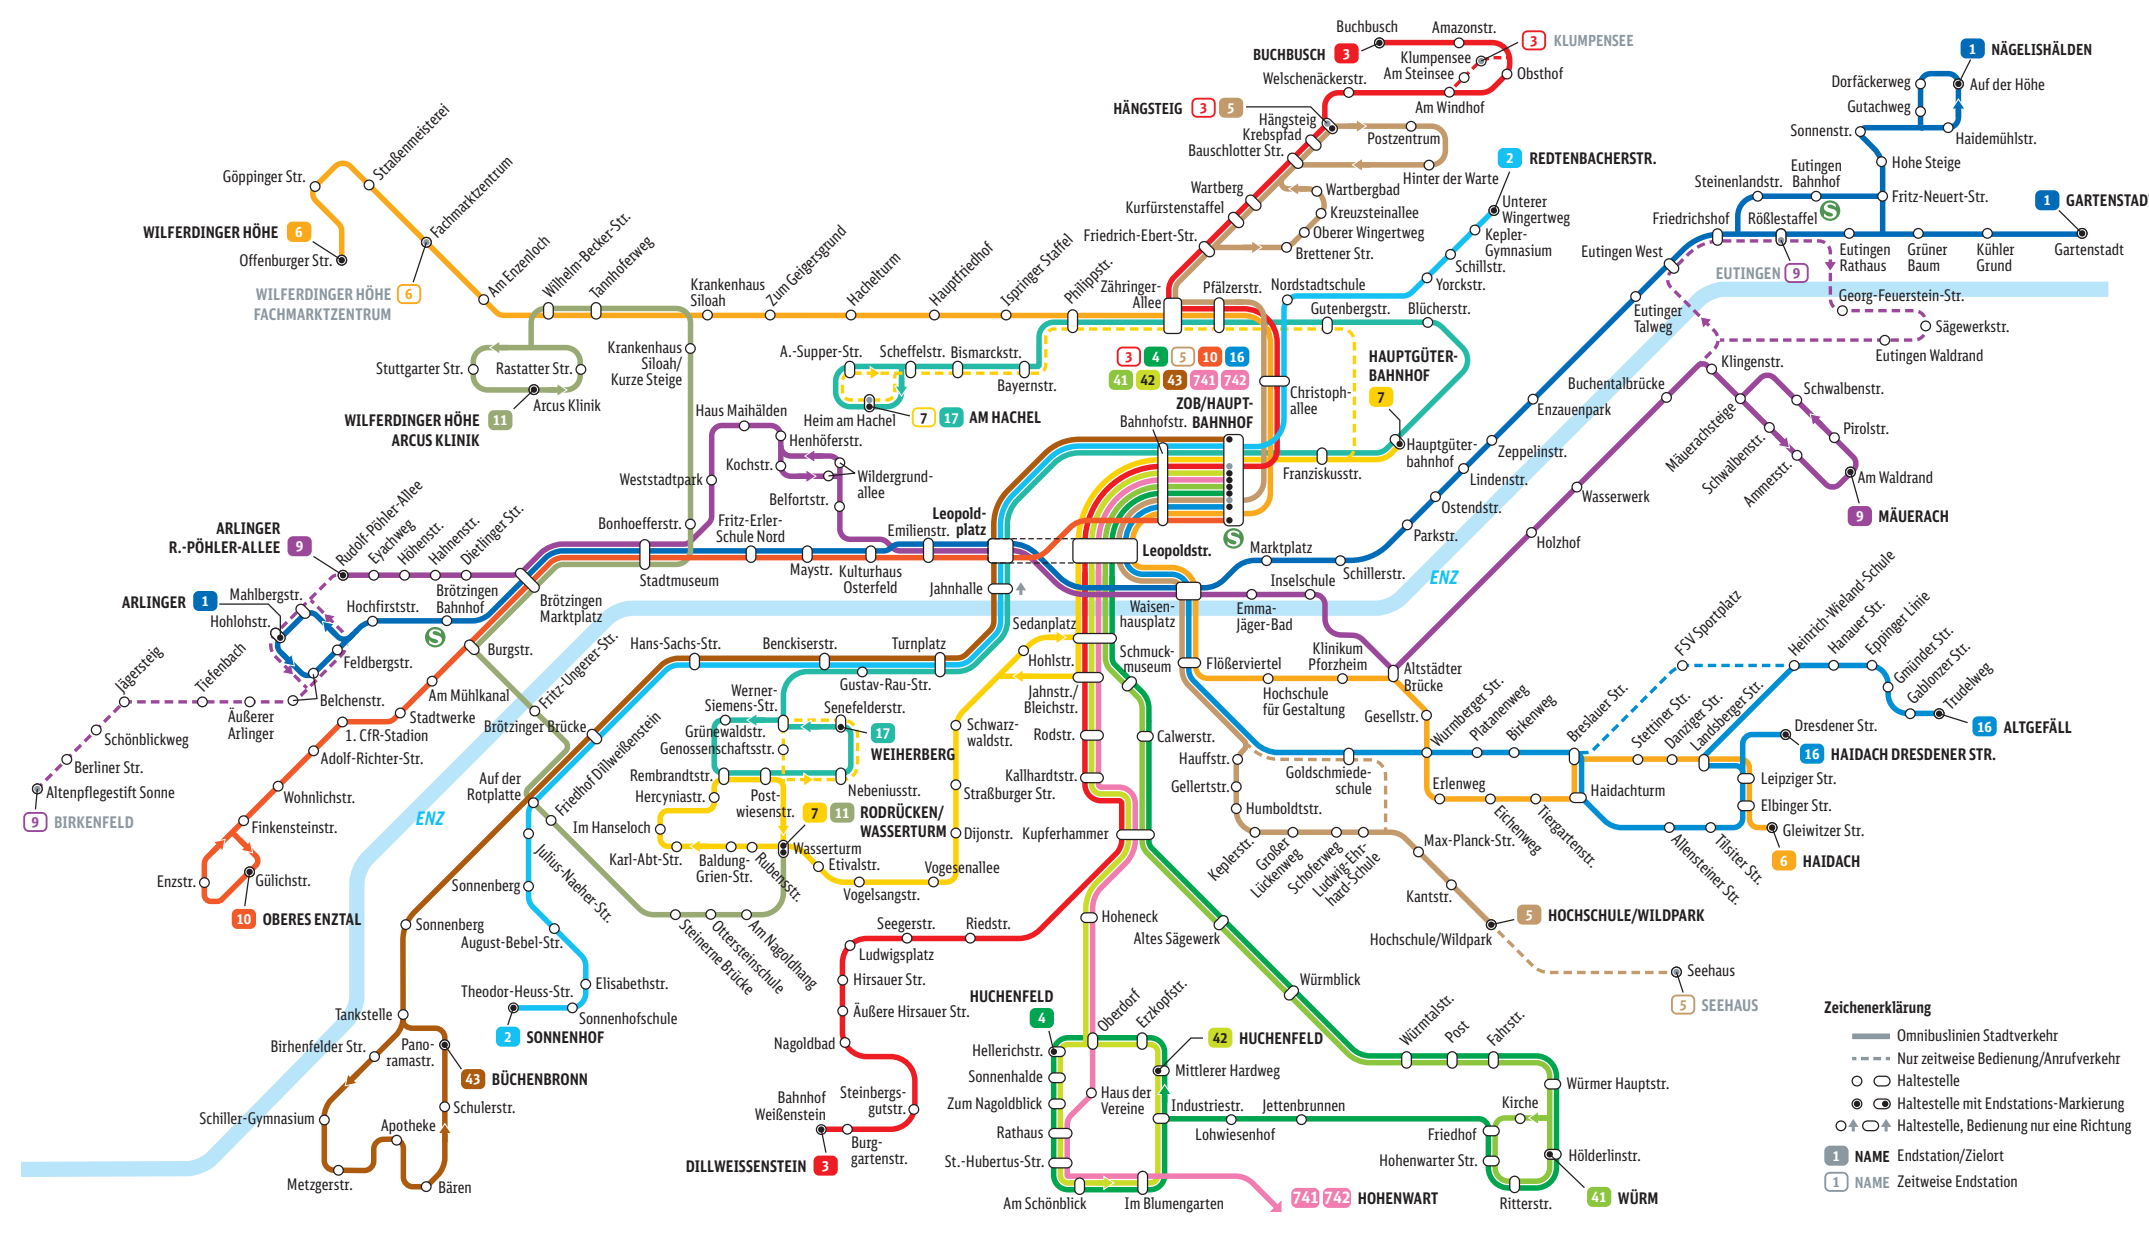 Buchbusch
Amazonstr.
BUCHBUSCH 3
Klumpensee
3 KLUMPENSEE
Am Steinsee
Obsthof
Welschenäckerstr.
Am Windhof
HÄNGSTEIG 3 5
Hängsteig
Krebspfad
Bauschlotter Str.
Postzentrum
Hinter der Warte
Wartberg
Wartbergbad
Kurfürstenstaffel
Kreuzsteinallee
Oberer Wingertweg
Friedrich-Ebert-Str.
Brettener Str.
2 REDTENBACHERSTR.
Unterer
Wingertweg
Kepler-
Gymnasium
Schillstr.
Yorckstr.
Nordstadtschule
Gutenbergstr.
Blücherstr.
1 NÄGELISHÄLDEN
Dorfäckerweg
Auf der Höhe
Gutachweg
Sonnenstr.
Haidemühlstr.
Hohe Steige
Eutingen
Bahnhof
Steinenlandstr.
S
Fritz-Neuert-Str.
1 GARTENSTADT
Friedrichshof
Rößlestaffel
Eutingen West
Eutingen
Rathaus
Grüner
Baum
Kühler
Grund
Gartenstadt
EUTINGEN 9
Georg-Feuerstein-Str.
Sägewerkstr.
Eutingen Waldrand
Eutinger
Talweg
Klingenstr.
Buchentalbrücke
Enzauenpark
Schwalbenstr.
Mäuerachsteige
Pirolstr.
Schwalbenstr.
Ammerstr.
Am Waldrand
9 MÄUERACH
Zeppelinstr.
Lindenstr.
Ostendstr.
Parkstr.
Wasserwerk
Holzhof
Göppinger Str.
Straßenmeisterei
Fachmarktzentrum
WILFERDINGER HÖHE 6
Offenburger Str.
WILFERDINGER HÖHE 6
FACHMARKTZENTRUM
Am Enzenloch
Wilhelm-Becker-Str.
Tannhoferweg
Krankenhaus
Siloah
Zum Geigersgrund
Hachelturm
Hauptfriedhof
Ispringer Staffel
Philippstr.
Zähringer-
Allee
Pfälzerstr.
Stuttgarter Str.
Rastatter Str.
Arcus Klinik
WILFERDINGER HÖHE 11
ARCUS KLINIK
Krankenhaus
Siloah/
Kurze Steige
A.-Supper-Str.
Scheffelstr.
Bismarckstr.
Bayernstr.
Heim am Hachel
7 17 AM HACHEL
3 4 5 10 16
41 42 43 741 742
ZOB/HAUPT-
BAHNHOF
Bahnhofstr.
S
Christoph-
allee
HAUPTGÜTER-
BAHNHOF
7
Hauptgüter-
bahnhof
Franziskusstr.
Haus Maihälden
Henhöferstr.
Kochstr.
Wildergrund-
allee
Weststadtpark
Belfortstr.
Bonhoefferstr.
Fritz-Erler-
Schule Nord
Emilienstr.
Leopold-
platz
Leopoldstr.
Stadtmuseum
Maystr.
Kulturhaus
Osterfeld
Jahnhalle
Marktplatz
Schillerstr.
ENZ
Inselschule
Waisen-
hausplatz
Emma-
Jäger-Bad
Klinikum
Pforzheim
Altstädter
Brücke
ARLINGER
R.-PÖHLER-ALLEE 9
Rudolf-Pöhler-Allee
Eyachweg
Höhenstr.
Hahnenstr.
Dietlinger Str.
ARLINGER 1
Mahlbergstr.
Hohlohstr.
Hochfirststr.
Brötzingen
Bahnhof
S
Brötzingen
Marktplatz
Feldbergstr.
Belchenstr.
Burgstr.
Jägersteig
Tiefenbach
Äußerer
Arlinger
Schönblickweg
Berliner Str.
Altenpflegestift Sonne
9 BIRKENFELD
Am Mühlkanal
Stadtwerke
1. CfR-Stadion
Adolf-Richter-Str.
Wohnlichstr.
Finkensteinstr.
Enzstr.
Gülichstr.
10 OBERES ENZTAL
Fritz-Ungerer-Str.
Brötzinger Brücke
Hans-Sachs-Str.
Benckiserstr.
Turnplatz
Gustav-Rau-Str.
Friedhof Dillweißenstein
Auf der
Rotplatte
ENZ
Julius-Naeher-Str.
Sonnenberg
August-Bebel-Str.
Elisabethstr.
Theodor-Heuss-Str.
Sonnenhofschule
2 SONNENHOF
Sonnenberg
Tankstelle
Birhenfelder Str.
Pano-
ramastr.
43 BÜCHENBRONN
Schulerstr.
Schiller-Gymnasium
Apotheke
Metzgerstr.
Bären
Werner-
Siemens-Str.
Senefelderstr.
Grünewaldstr.
Genossenschaftsstr.
17
WEIHERBERG
Rembrandtstr.
Hercyniastr.
Post-
wiesenstr.
Nebeniusstr.
7 11 RODRÜCKEN/
WASSERTURM
Im Hanseloch
Karl-Abt-Str.
Baldung-
Grien-Str.
Rubensstr.
Wasserturm
Etivalstr.
Vogelsangstr.
Vogesenallee
Dijonstr.
Straßburger Str.
Schwarz-
waldstr.
Sedanplatz
Hohlstr.
Jahnstr./
Bleichstr.
Rodstr.
Kallhardtstr.
Kupferhammer
Schmuck-
museum
Calwerstr.
Steinerne Brücke
Ottersteinschule
Am Nagoldhang
Seegerstr.
Riedstr.
Ludwigsplatz
Hirsauer Str.
Äußere Hirsauer Str.
Nagoldbad
Steinbergs-
gutstr.
Bahnhof
Weißenstein
Burg-
gartenstr.
DILLWEISSENSTEIN 3
Hoheneck
Altes Sägewerk
Würmblick
HUCHENFELD
4
Oberdorf
Erzkopfstr.
42 HUCHENFELD
Hellerichstr.
Mittlerer Hardweg
Sonnenhalde
Zum Nagoldblick
Haus der
Vereine
Rathaus
St.-Hubertus-Str.
Am Schönblick
Im Blumengarten
Industriestr.
Lohwiesenhof
Jettenbrunnen
741 742 HOHENWART
Würmtalstr.
Post
Fahrstr.
Würmer Hauptstr.
Kirche
Friedhof
Hohenwarter Str.
Hölderlinstr.
Ritterstr.
41 WÜRM
Flößerviertel
Hochschule
für Gestaltung
Gesellstr.
Wurmberger Str.
Platanenweg
Birkenweg
Breslauer Str.
FSV Sportplatz
Stettiner Str.
Danziger Str.
Landsberger Str.
Heinrich-Wieland-Schule
Hanauer Str.
Eppinger Linie
Gmünder Str.
Gablonzer Str.
Trudelweg
16 ALTGEFÄLL
Dresdener Str.
16 HAIDACH DRESDENER STR.
Leipziger Str.
Elbinger Str.
Gleiwitzer Str.
6 HAIDACH
Haidachturm
Allensteiner Str.
Tilsiter Str.
Erlenweg
Eichenweg
Tiergartenstr.
Hauffstr.
Goldschmiede-
schule
Gellertstr.
Humboldtstr.
Keplerstr.
Großer
Lückenweg
Schoferweg
Ludwig-Ehr-
hard-Schule
Max-Planck-Str.
Kantstr.
5 HOCHSCHULE/WILDPARK
Hochschule/Wildpark
Seehaus
5 SEEHAUS
Zeichenerklärung
Omnibuslinien Stadtverkehr
Nur zeitweise Bedienung/Anrufverkehr
Haltestelle
Haltestelle mit Endstations-Markierung
Haltestelle, Bedienung nur eine Richtung
1 NAME Endstation/Zielort
1 NAME Zeitweise Endstation